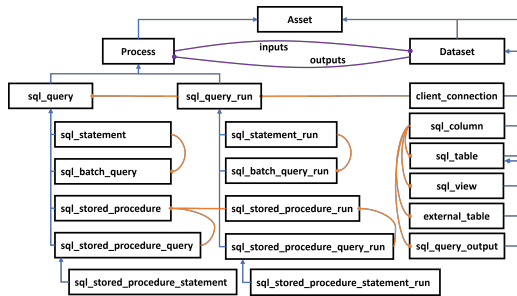 Asset
inputs
Process
Dataset
outputs
sql_query
sql_query_run
client_connection
sql_statement
sql_statement_run
sql_column
sql_batch_query
sql_batch_query_run
sql_table
sql_view
sql_stored_procedure
sql_stored_procedure_run
external_table
sql_stored_procedure_query
sql_stored_procedure_query_run
sql_query_output
sql_stored_procedure_statement
sql_stored_procedure_statement_run